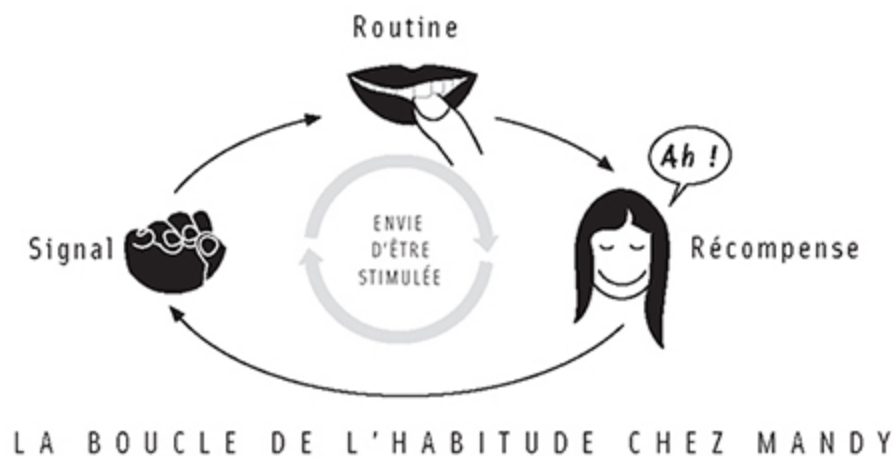 Routine
Ah !
Signal
ENVIE
D'ÊTRE
STIMULÉE
Récompense
LA BOUCLE DE L'HABITUDE CHEZ MANDY